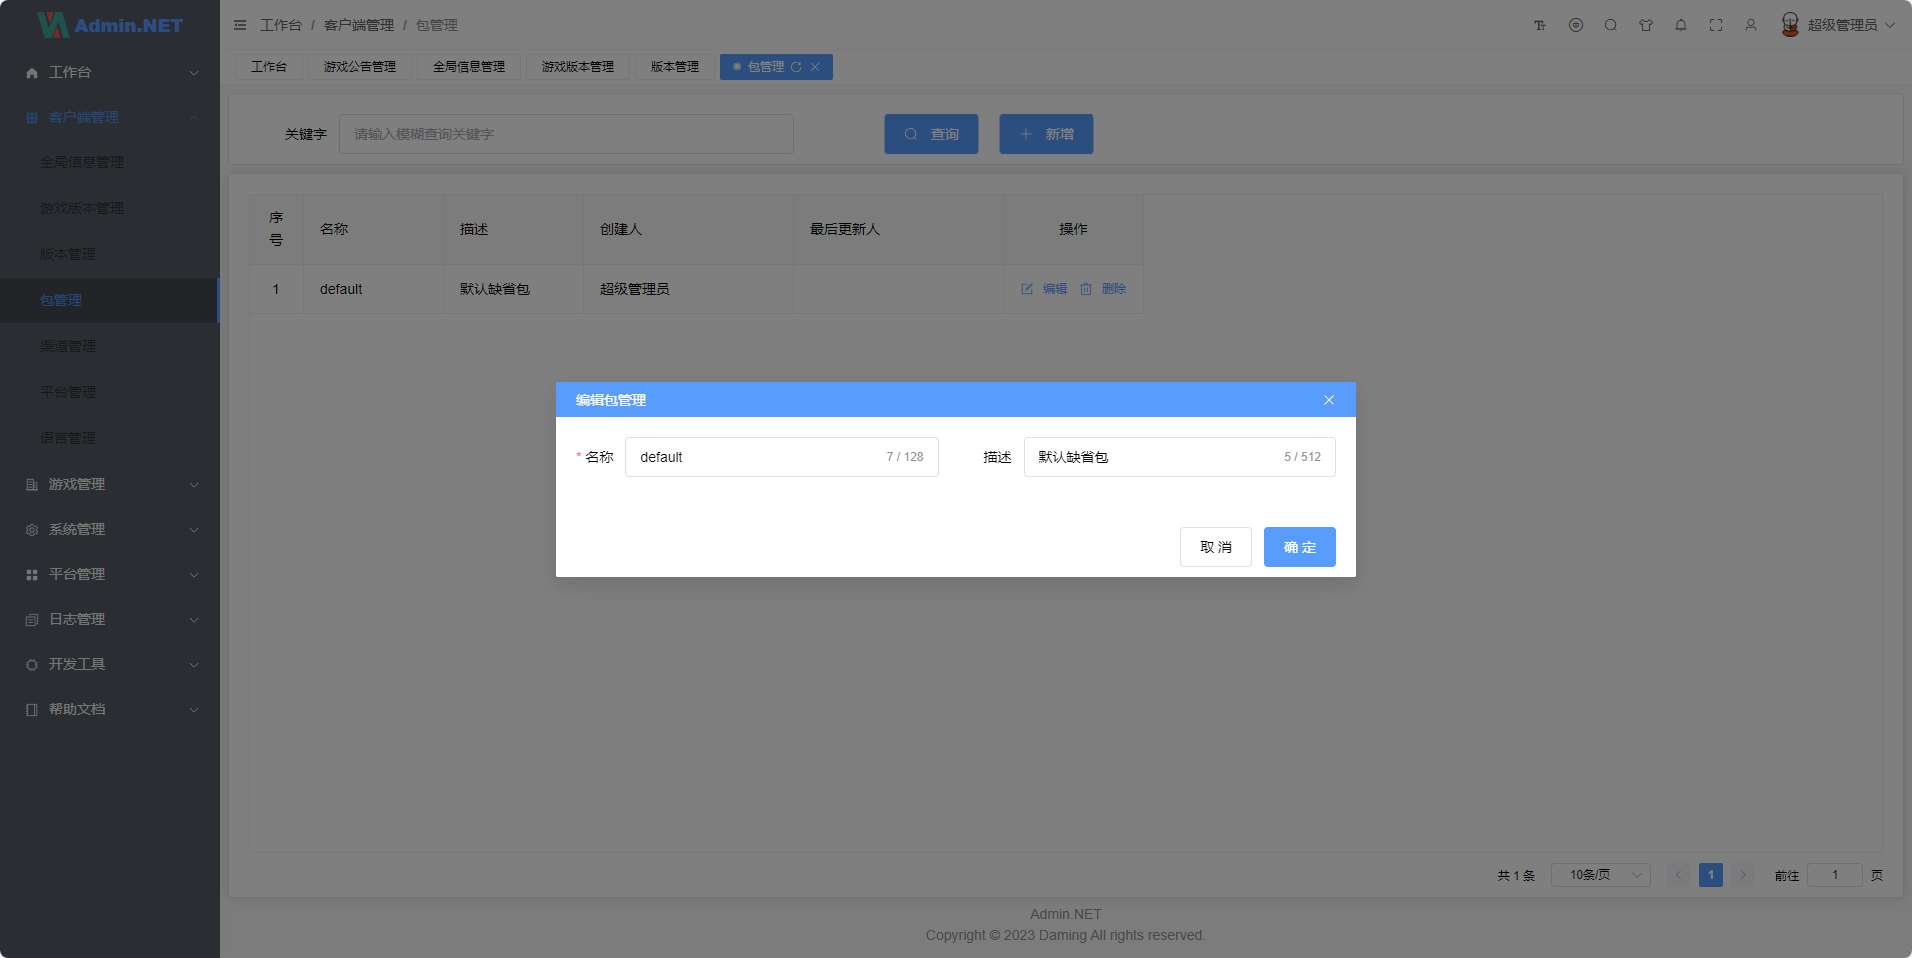 Admin.NET
工作台
客户端管理
全局信息管理
游戏版本管理
版本管理
包管理
渠道管理
平台管理
语言管理
游戏管理
系统管理
平台管理
日志管理
开发工具
帮助文档
工作台 / 客户端管理 / 包管理
超级管理员
工作台 游戏公告管理 全局信息管理 游戏版本管理 版本管理 包管理
关键字 请输入模糊查询关键字 查询 新增
序号 名称 描述 创建人 最后更新人 操作
1 default 默认缺省包 超级管理员 编辑 删除
编辑包管理
* 名称 default 7 / 128 描述 默认缺省包 5 / 512
取 消 确 定
共 1 条 10条/页 1 前往 1 页
Admin.NET
Copyright © 2023 Daming All rights reserved.